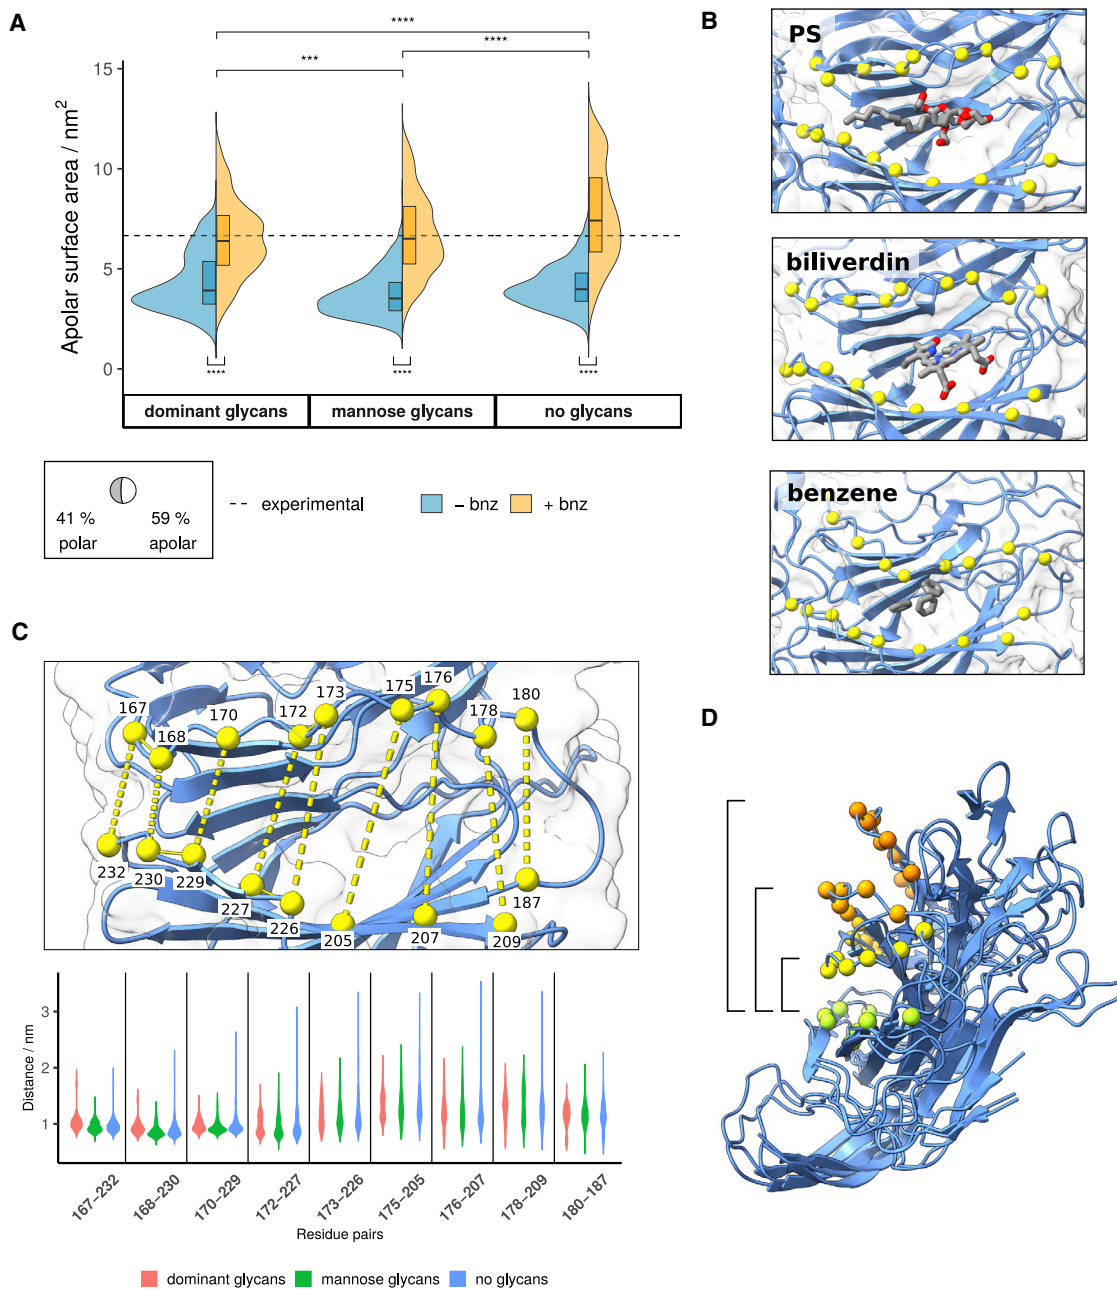 A
****
****
***
15
10
5
0
Apolar surface area / nm²
**** **** ****
dominant glycans mannose glycans no glycans
41 % 59 %
polar apolar
experimental
– bnz + bnz
B
PS
biliverdin
benzene
C
167 168 170 172 173 175 176 178 180
232 230 229 227 226 205 207 209 187
3
2
1
Distance / nm
167–232 168–230 170–229 172–227 173–226 175–205 176–207 178–209 180–187
Residue pairs
dominant glycans mannose glycans no glycans
D